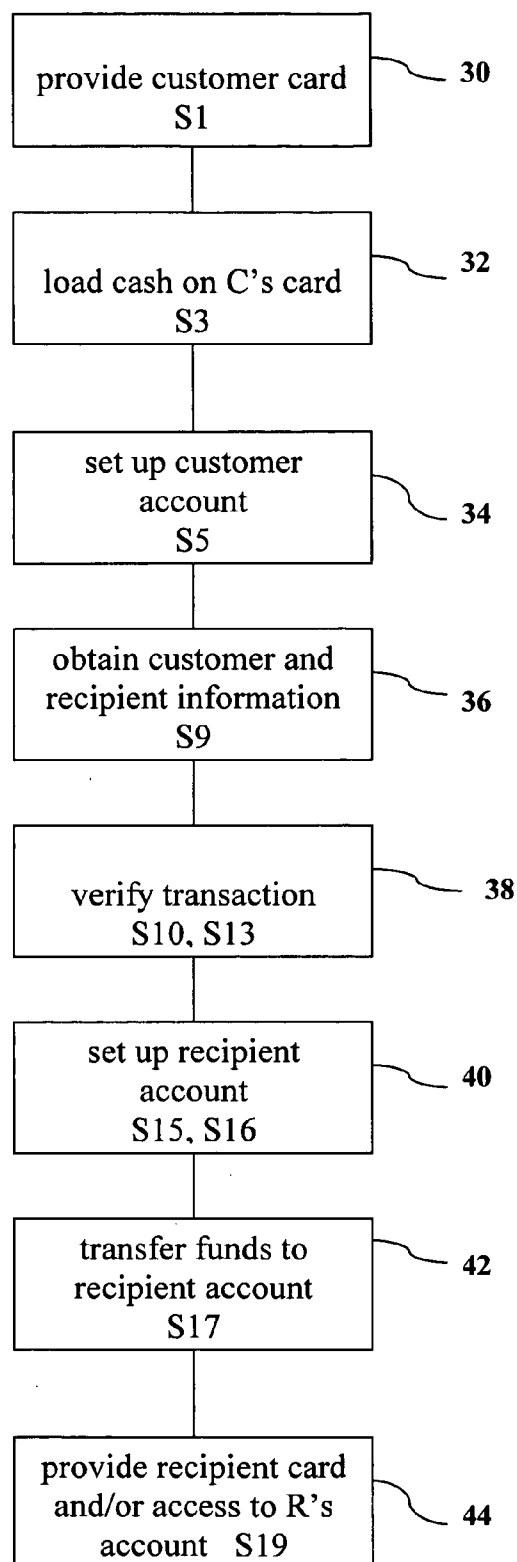 provide customer card
S1
30
load cash on C's card
S3
32
set up customer
account
S5
34
obtain customer and
recipient information
S9
36
verify transaction
S10, S13
38
set up recipient
account
S15, S16
40
transfer funds to
recipient account
S17
42
provide recipient card
and/or access to R's
account S19
44